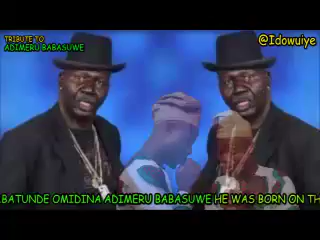 TRIBUTE TO
ADIMERU BABASUWE
@Idowuiye
BATUNDE OMIDINA ADIMERU BABASUWE HE WAS BORN ON TH